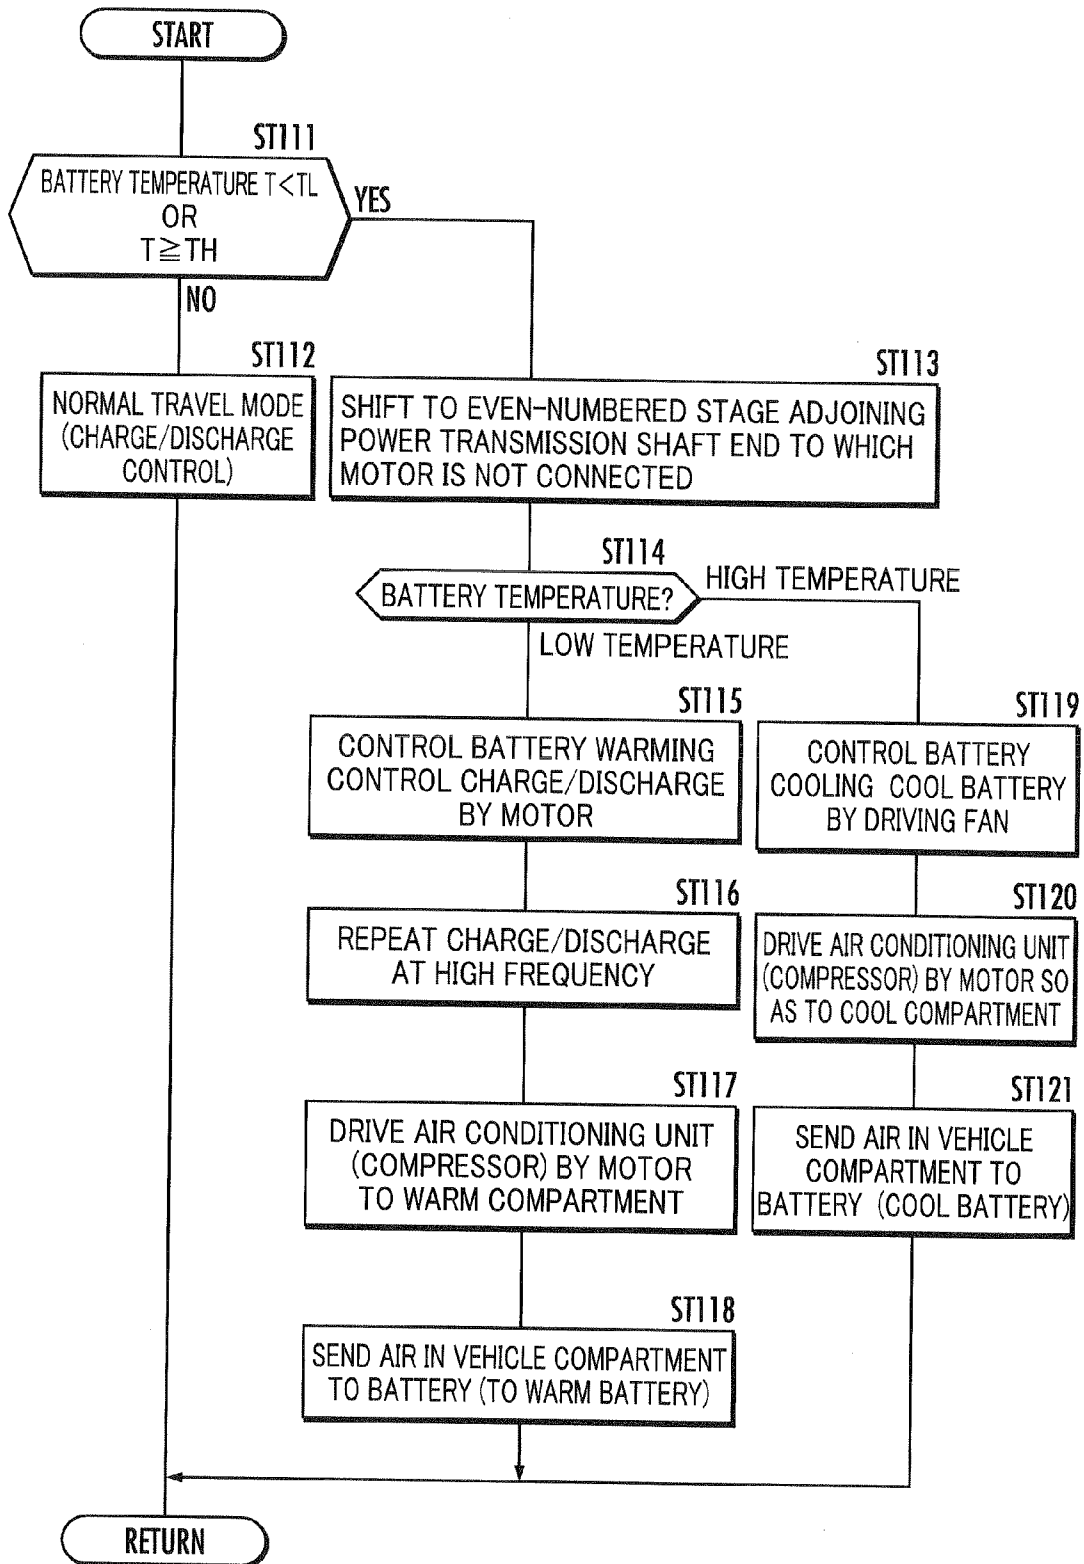 START
ST111
BATTERY TEMPERATURE T<TL
OR
T≧TH
YES
NO
ST112
NORMAL TRAVEL MODE
(CHARGE/DISCHARGE
CONTROL)
ST113
SHIFT TO EVEN-NUMBERED STAGE ADJOINING
POWER TRANSMISSION SHAFT END TO WHICH
MOTOR IS NOT CONNECTED
ST114
BATTERY TEMPERATURE?
HIGH TEMPERATURE
LOW TEMPERATURE
ST115
CONTROL BATTERY WARMING
CONTROL CHARGE/DISCHARGE
BY MOTOR
ST116
REPEAT CHARGE/DISCHARGE
AT HIGH FREQUENCY
ST117
DRIVE AIR CONDITIONING UNIT
(COMPRESSOR) BY MOTOR
TO WARM COMPARTMENT
ST118
SEND AIR IN VEHICLE COMPARTMENT
TO BATTERY (TO WARM BATTERY)
ST119
CONTROL BATTERY
COOLING COOL BATTERY
BY DRIVING FAN
ST120
DRIVE AIR CONDITIONING UNIT
(COMPRESSOR) BY MOTOR SO
AS TO COOL COMPARTMENT
ST121
SEND AIR IN VEHICLE
COMPARTMENT TO
BATTERY (COOL BATTERY)
RETURN